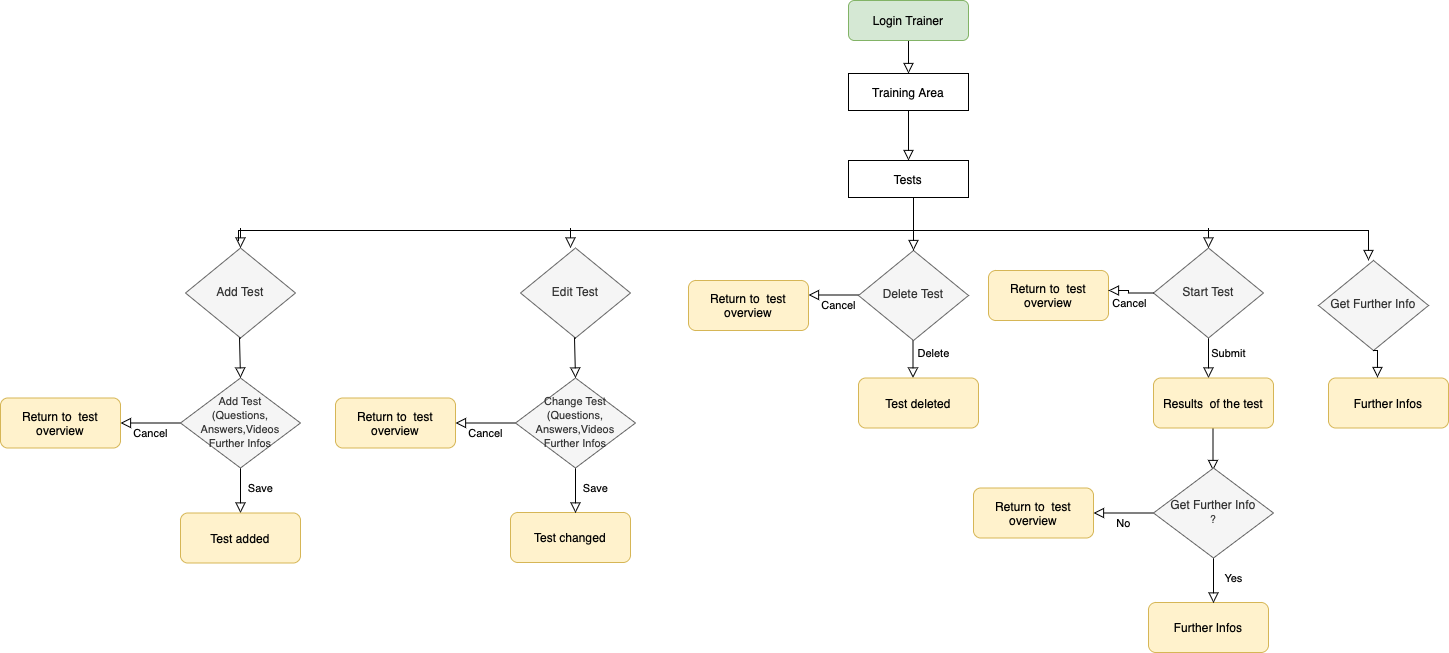 Login Trainer
Training Area
Tests
Add Test
Edit Test
Return to test
overview
Cancel
Delete Test
Return to test
overview
Cancel
Start Test
Get Further Info
Delete
Submit
Return to test
overview
Cancel
Add Test
(Questions,
Answers,Videos
Further Infos
Return to test
overview
Cancel
Change Test
(Questions,
Answers,Videos
Further Infos
Test deleted
Results of the test
Further Infos
Save
Save
Test added
Test changed
Return to test
overview
No
Get Further Info
?
Yes
Further Infos